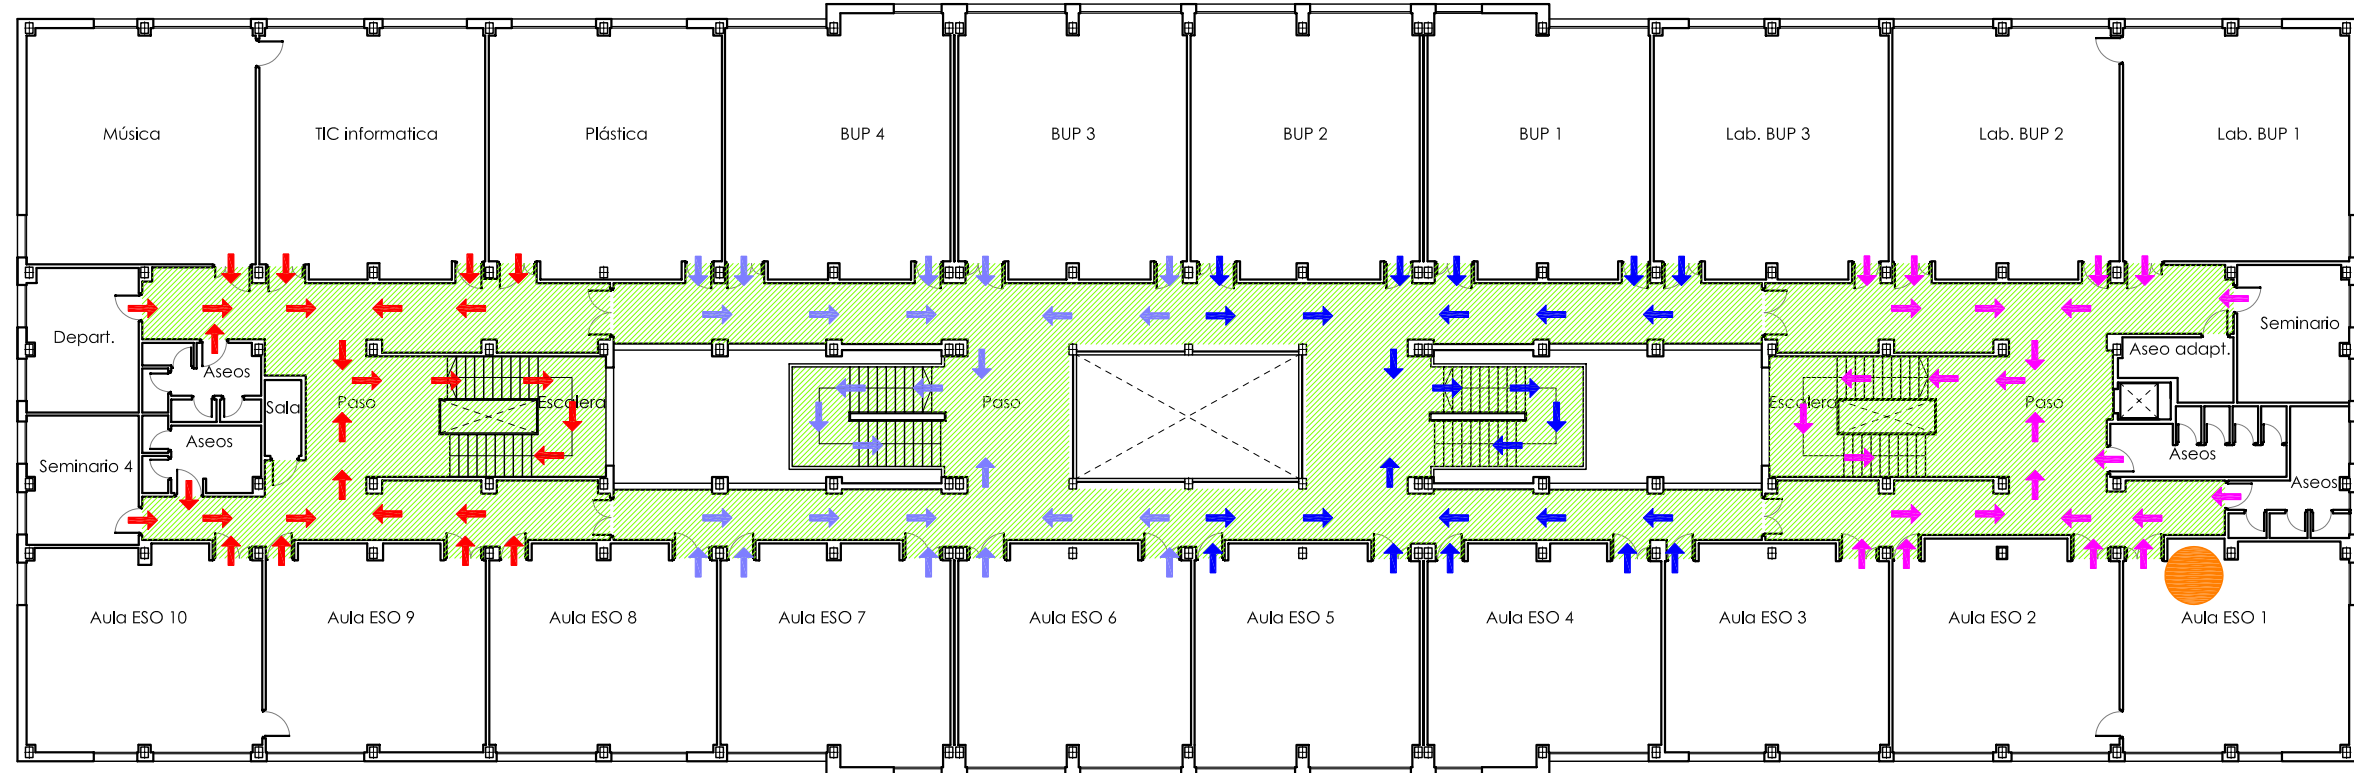 Música
TIC informatica
Plástica
BUP 4
BUP 3
BUP 2
BUP 1
Lab. BUP 3
Lab. BUP 2
Lab. BUP 1
Depart.
Seminario
Aseo adapt.
Aseos
Sala
Paso
Escalera
Paso
Escalera
Paso
Aseos
Seminario 4
Aseos
Aseos
Aula ESO 10
Aula ESO 9
Aula ESO 8
Aula ESO 7
Aula ESO 6
Aula ESO 5
Aula ESO 4
Aula ESO 3
Aula ESO 2
Aula ESO 1